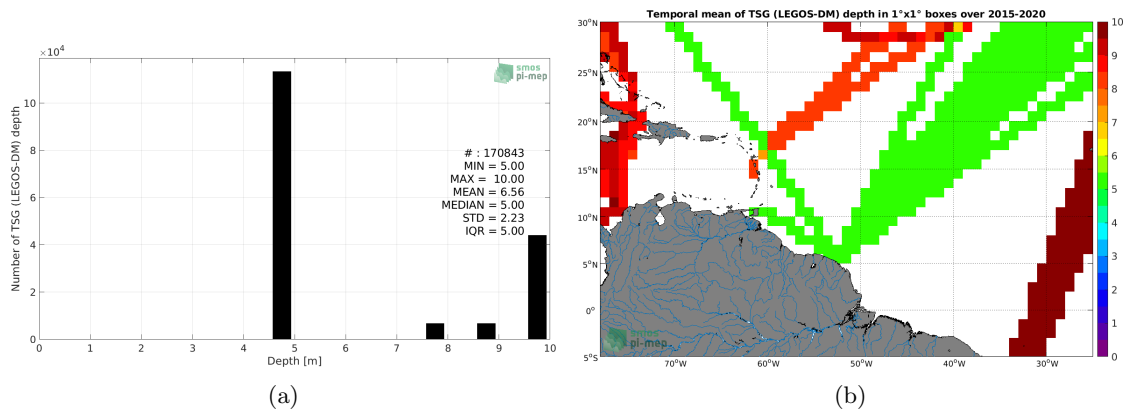 ×10⁴
10
8
6
4
2
0
Number of TSG (LEGOS-DM) depth
smos
pi-mep
# : 170843
MIN = 5.00
MAX = 10.00
MEAN = 6.56
MEDIAN = 5.00
STD = 2.23
IQR = 5.00
0 1 2 3 4 5 6 7 8 9 10
Depth [m]
(a)
Temporal mean of TSG (LEGOS-DM) depth in 1°x1° boxes over 2015-2020
30°N
25°N
20°N
15°N
10°N
5°N
0°
5°S
70°W 60°W 50°W 40°W 30°W
smos
pi-mep
10
9
8
7
6
5
4
3
2
1
0
(b)